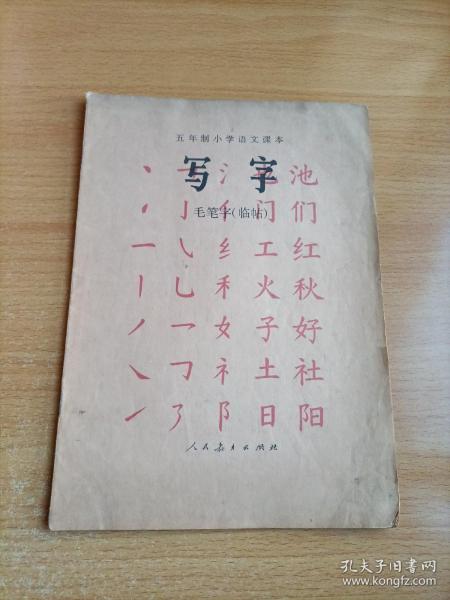 五年制小学语文课本
写字
毛笔字(临帖)
丶 一 氵 也 池
亻 门 们
一 乀 纟 工 红
丨 乚 禾 火 秋
丿 乛 女 子 好
㇏ 礻 土 社
阝 日 阳
人民教育出版社
孔夫子旧书网
www.kongfz.com